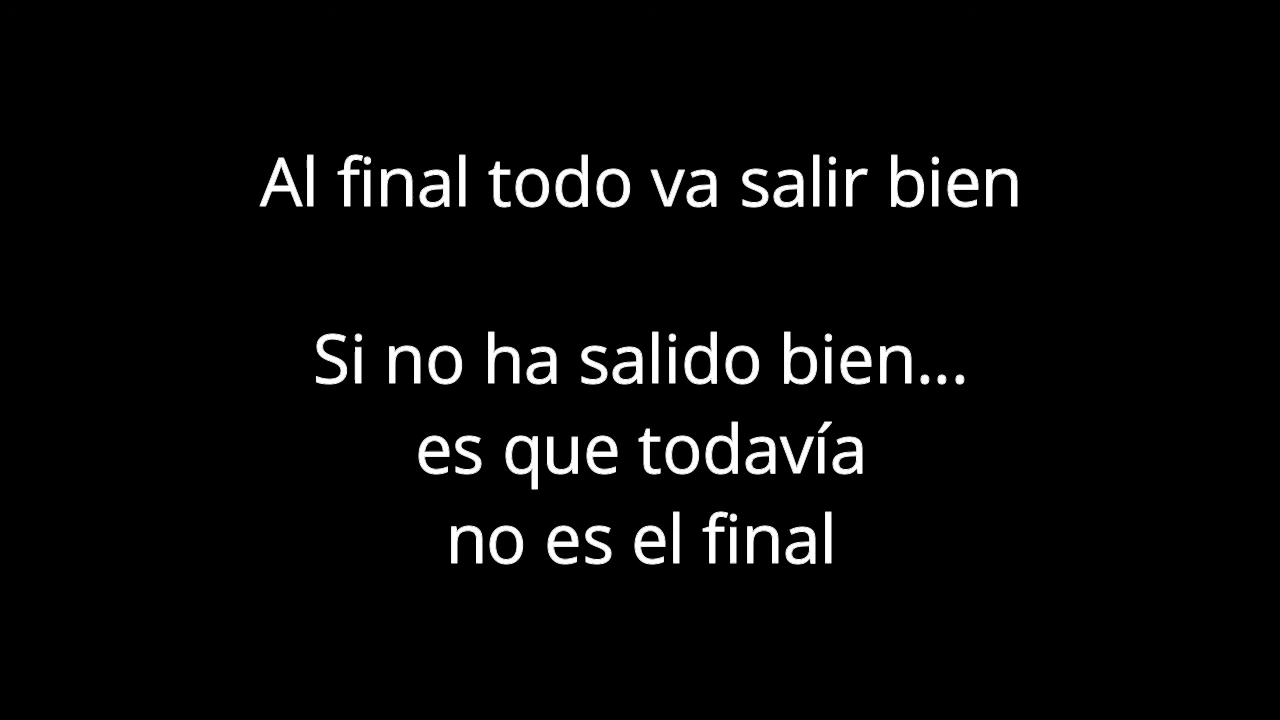 Al final todo va salir bien
Si no ha salido bien...
es que todavía
no es el final